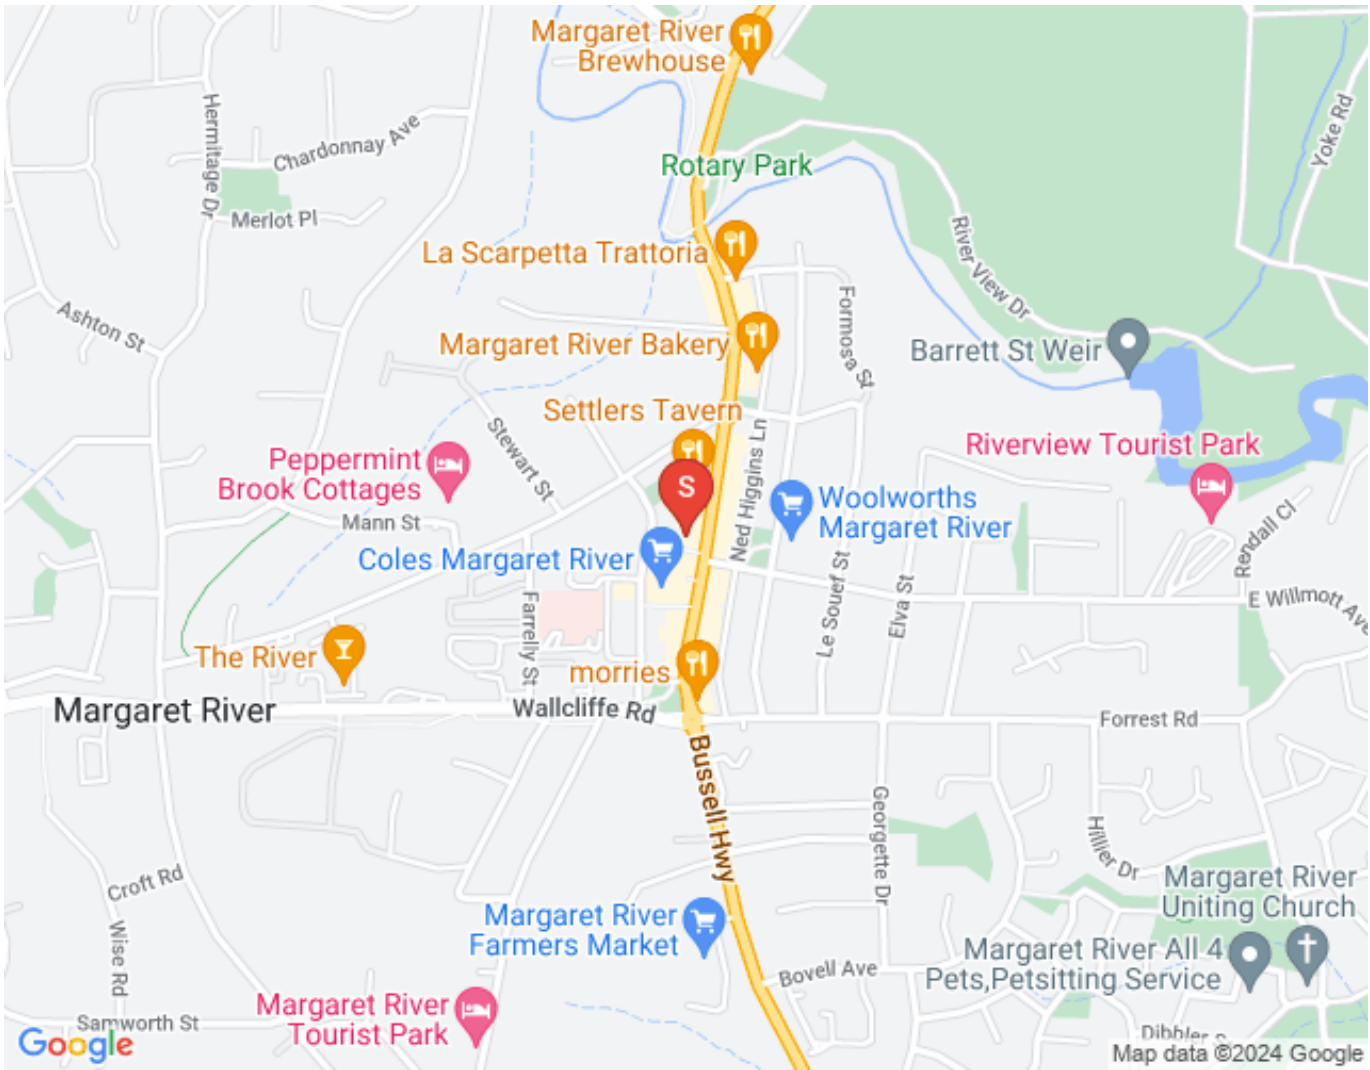 Margaret River
Brewhouse
Yoke Rd
Hermitage Dr
Chardonnay Ave
Rotary Park
Merlot Pl
La Scarpetta Trattoria
River View Dr
Ashton St
Formosa St
Margaret River Bakery
Barrett St Weir
Settlers Tavern
Stewart St
Ned Higgins Ln
Riverview Tourist Park
Peppermint
Brook Cottages
S
Woolworths
Margaret River
Mann St
Rendall Cl
Coles Margaret River
Le Souef St
Elva St
Farrelly St
E Willmott Ave
The River
morries
Margaret River
Wallcliffe Rd
Forrest Rd
Bussell Hwy
Georgette Dr
Hillier Dr
Croft Rd
Margaret River
Uniting Church
Margaret River
Farmers Market
Wise Rd
Margaret River All 4
Pets,Petsitting Service
Bovell Ave
Margaret River
Tourist Park
Samworth St
Google
Dibbler
Map data ©2024 Google